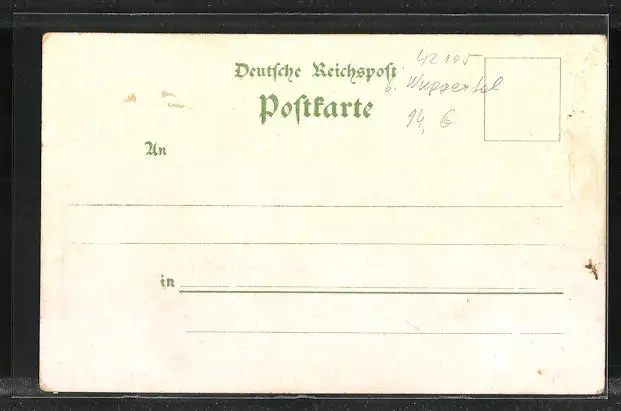 Deutsche Reichspost
42105
b. Wuppertal
Postkarte
14, G
An
in